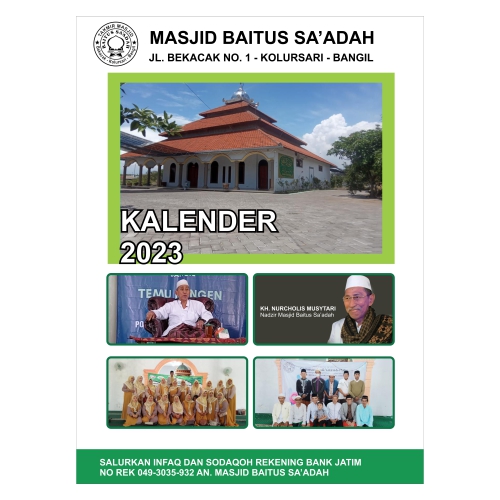 MASJID BAITUS SA'ADAH
JL. BEKACAK NO. 1 - KOLURSARI - BANGIL
KALENDER
2023
KH. NURCHOLIS MUSYTARI
Nadzir Masjid Baitus Sa'adah
SALURKAN INFAQ DAN SODAQOH REKENING BANK JATIM
NO REK 049-3035-932 AN. MASJID BAITUS SA'ADAH